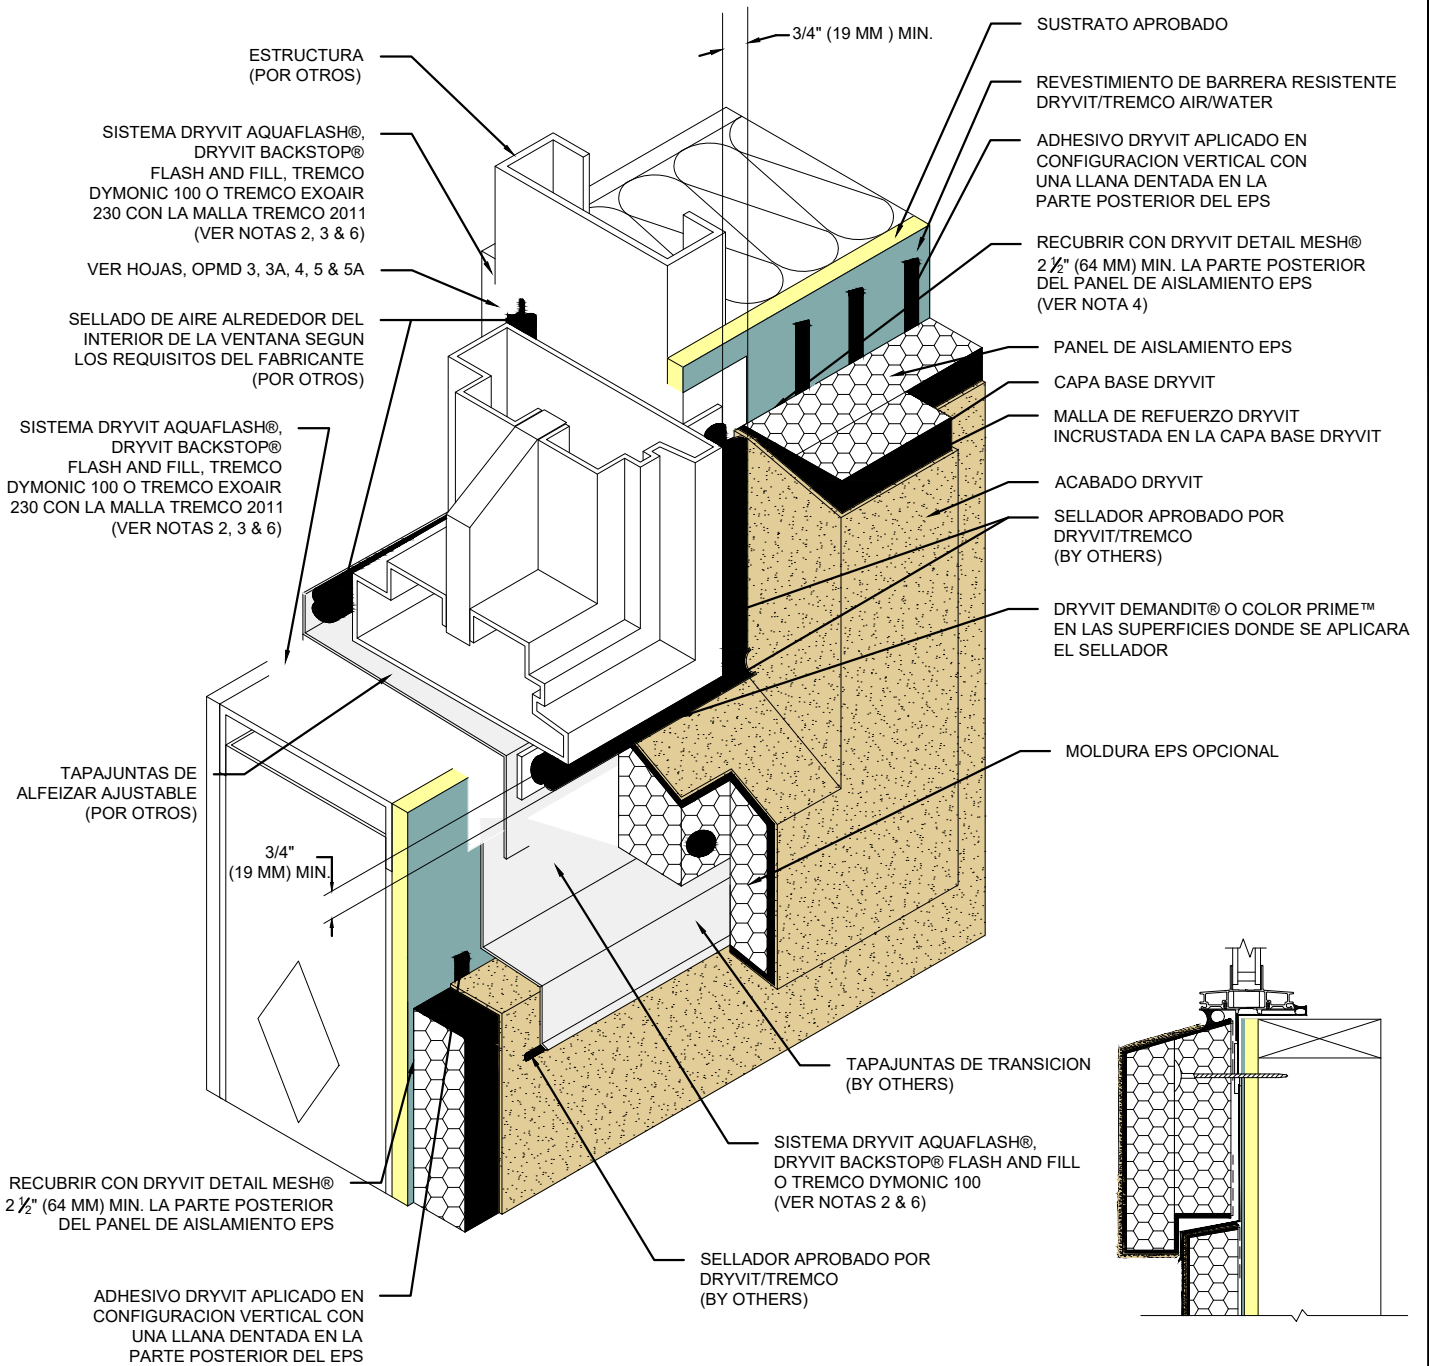 ESTRUCTURA
(POR OTROS)
SISTEMA DRYVIT AQUAFLASH®,
DRYVIT BACKSTOP®
FLASH AND FILL, TREMCO
DYMONIC 100 O TREMCO EXOAIR
230 CON LA MALLA TREMCO 2011
(VER NOTAS 2, 3 & 6)
VER HOJAS, OPMD 3, 3A, 4, 5 & 5A
SELLADO DE AIRE ALREDEDOR DEL
INTERIOR DE LA VENTANA SEGUN
LOS REQUISITOS DEL FABRICANTE
(POR OTROS)
SISTEMA DRYVIT AQUAFLASH®,
DRYVIT BACKSTOP®
FLASH AND FILL, TREMCO
DYMONIC 100 O TREMCO EXOAIR
230 CON LA MALLA TREMCO 2011
(VER NOTAS 2, 3 & 6)
TAPAJUNTAS DE
ALFEIZAR AJUSTABLE
(POR OTROS)
3/4"
(19 MM) MIN.
RECUBRIR CON DRYVIT DETAIL MESH®
2 ½" (64 MM) MIN. LA PARTE POSTERIOR
DEL PANEL DE AISLAMIENTO EPS
ADHESIVO DRYVIT APLICADO EN
CONFIGURACION VERTICAL CON
UNA LLANA DENTADA EN LA
PARTE POSTERIOR DEL EPS
3/4" (19 MM ) MIN.
SUSTRATO APROBADO
REVESTIMIENTO DE BARRERA RESISTENTE
DRYVIT/TREMCO AIR/WATER
ADHESIVO DRYVIT APLICADO EN
CONFIGURACION VERTICAL CON
UNA LLANA DENTADA EN LA
PARTE POSTERIOR DEL EPS
RECUBRIR CON DRYVIT DETAIL MESH®
2 ½" (64 MM) MIN. LA PARTE POSTERIOR
DEL PANEL DE AISLAMIENTO EPS
(VER NOTA 4)
PANEL DE AISLAMIENTO EPS
CAPA BASE DRYVIT
MALLA DE REFUERZO DRYVIT
INCRUSTADA EN LA CAPA BASE DRYVIT
ACABADO DRYVIT
SELLADOR APROBADO POR
DRYVIT/TREMCO
(BY OTHERS)
DRYVIT DEMANDIT® O COLOR PRIME™
EN LAS SUPERFICIES DONDE SE APLICARA
EL SELLADOR
MOLDURA EPS OPCIONAL
TAPAJUNTAS DE TRANSICION
(BY OTHERS)
SISTEMA DRYVIT AQUAFLASH®,
DRYVIT BACKSTOP® FLASH AND FILL
O TREMCO DYMONIC 100
(VER NOTAS 2 & 6)
SELLADOR APROBADO POR
DRYVIT/TREMCO
(BY OTHERS)